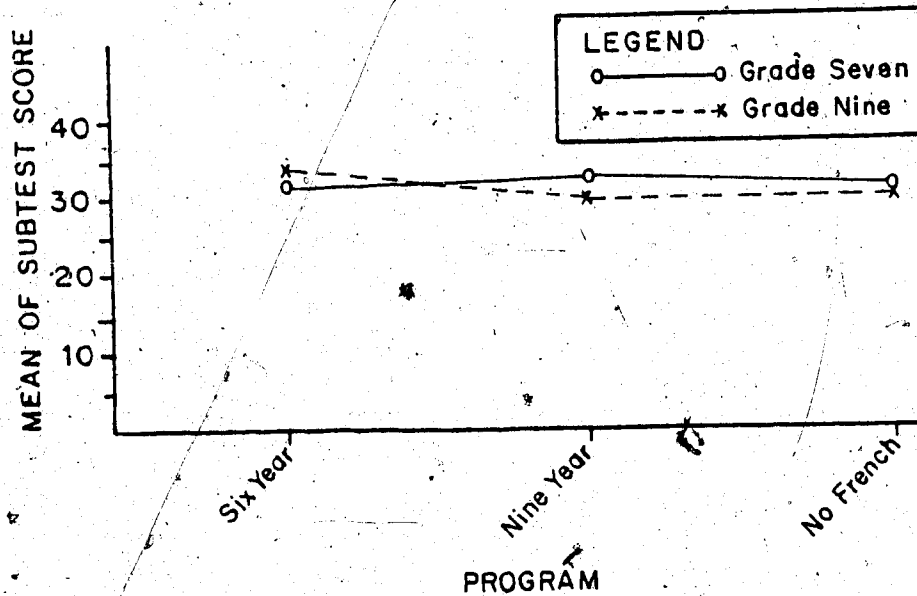 LEGEND
Grade Seven
Grade Nine
MEAN OF SUBTEST SCORE
40
30
20
10
Six Year
Nine Year
No French
PROGRAM